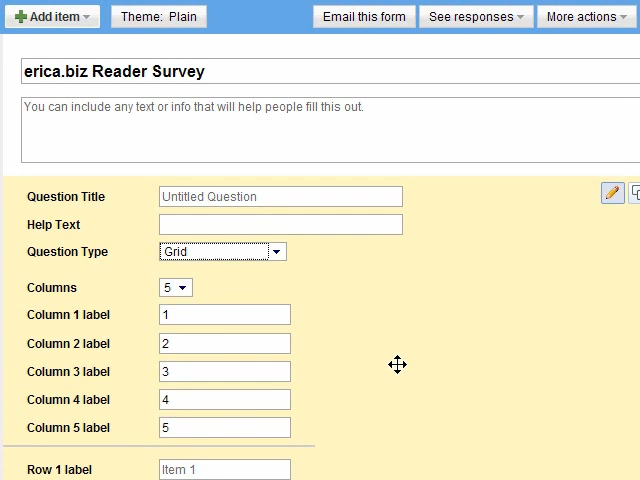 Add item Theme: Plain Email this form See responses More actions
erica.biz Reader Survey
You can include any text or info that will help people fill this out.
Question Title Untitled Question
Help Text
Question Type Grid
Columns 5
Column 1 label 1
Column 2 label 2
Column 3 label 3
Column 4 label 4
Column 5 label 5
Row 1 label Item 1